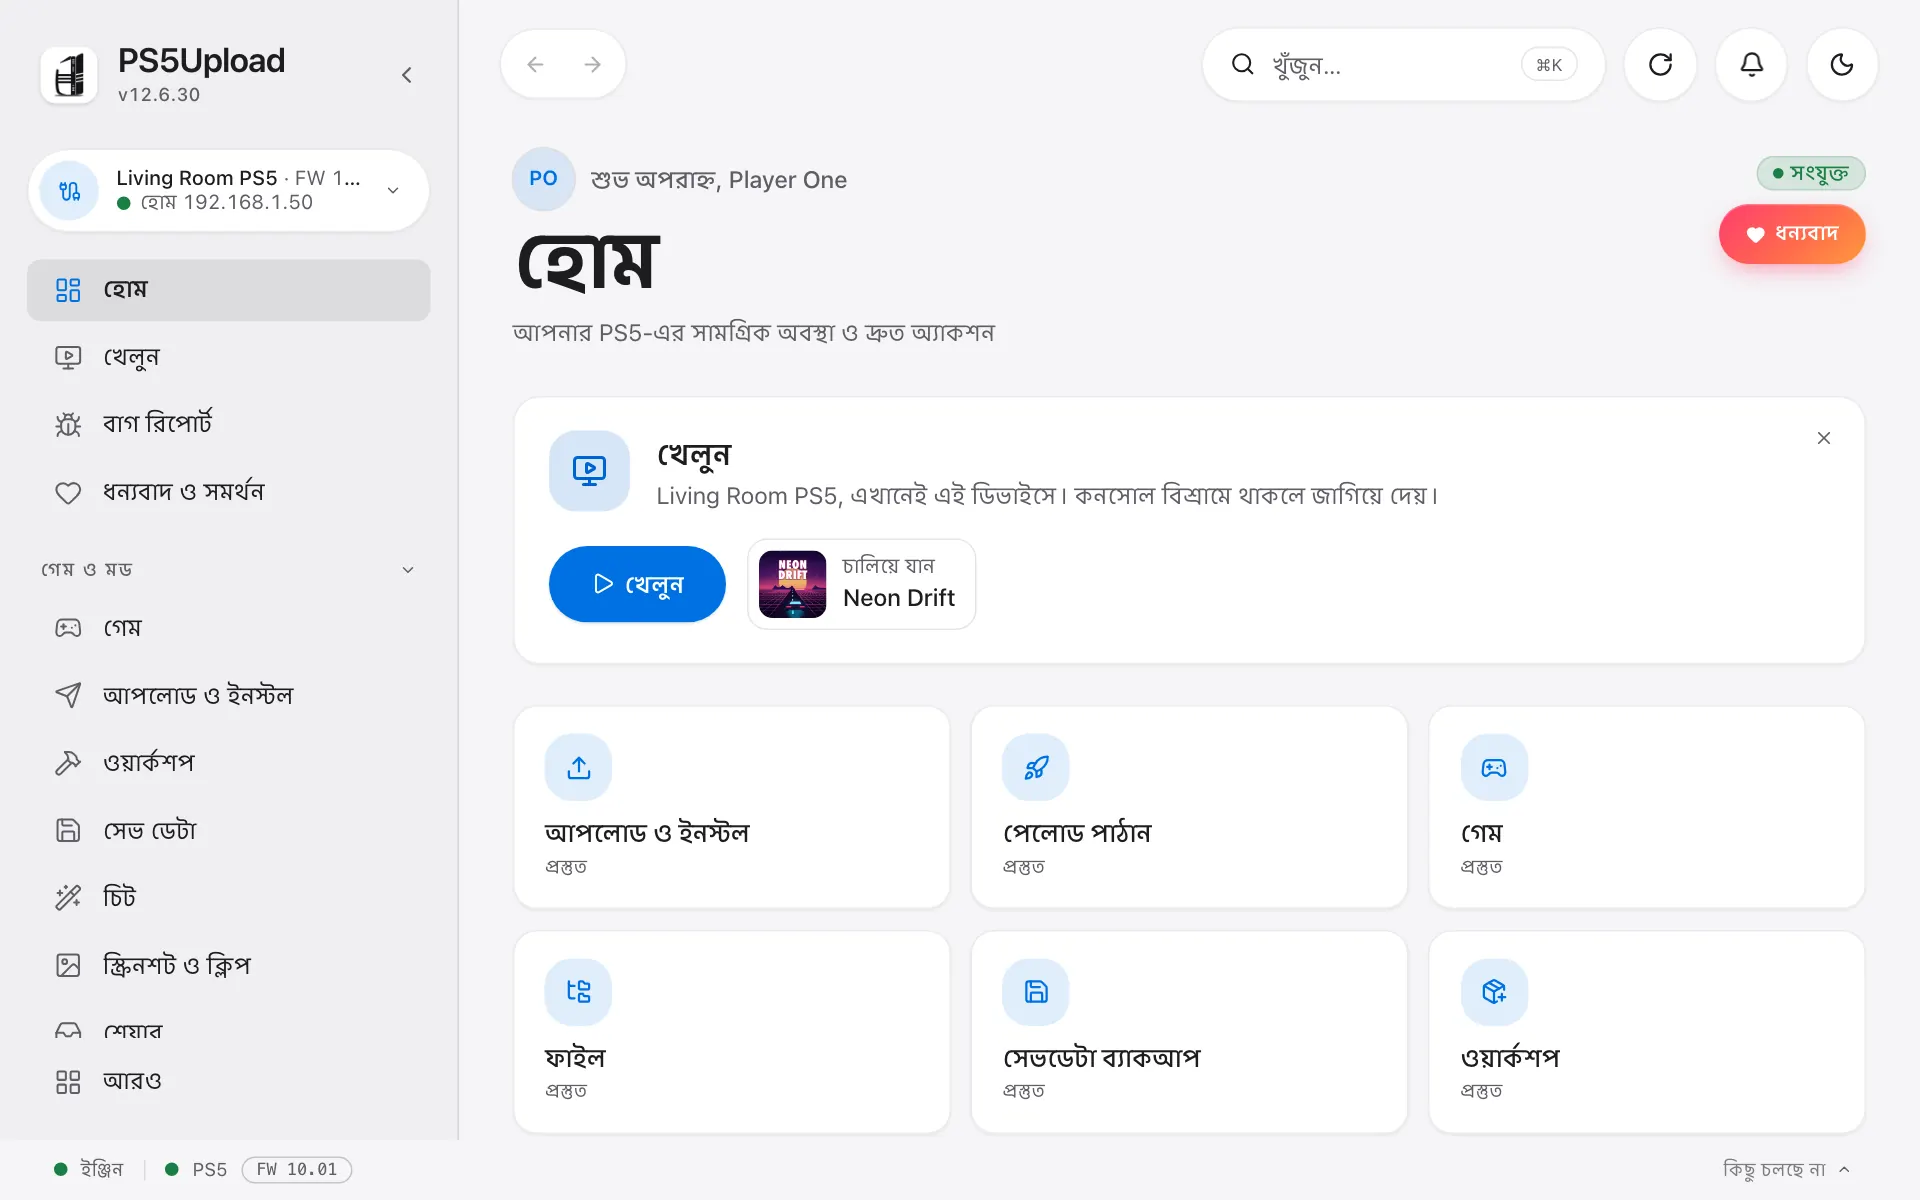 PS5Upload
v12.6.30
Living Room PS5 · FW 1...
হোম 192.168.1.50
হোম
খেলুন
বাগ রিপোর্ট
ধন্যবাদ ও সমর্থন
গেম ও মড
গেম
আপলোড ও ইনস্টল
ওয়ার্কশপ
সেভ ডেটা
চিট
স্ক্রিনশট ও ক্লিপ
শেয়ার
আরও
খুঁজুন...
⌘K
PO
শুভ অপরাহ্ন, Player One
হোম
আপনার PS5-এর সামগ্রিক অবস্থা ও দ্রুত অ্যাকশন
সংযুক্ত
ধন্যবাদ
খেলুন
Living Room PS5, এখানেই এই ডিভাইসে। কনসোল বিশ্রামে থাকলে জাগিয়ে দেয়।
খেলুন
চালিয়ে যান
NEON
DRIFT
Neon Drift
আপলোড ও ইনস্টল
প্রস্তুত
পেলোড পাঠান
প্রস্তুত
গেম
প্রস্তুত
ফাইল
প্রস্তুত
সেভডেটা ব্যাকআপ
প্রস্তুত
ওয়ার্কশপ
প্রস্তুত
ইঞ্জিন
PS5
FW 10.01
কিছু চলছে না